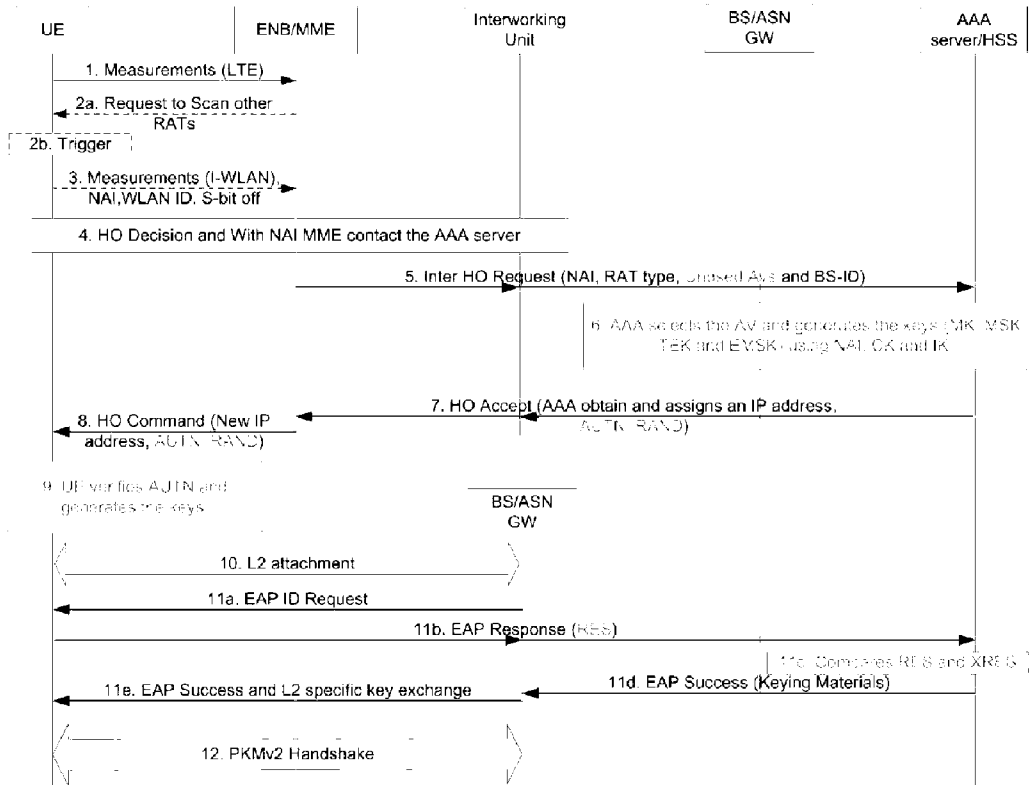 UE
ENB/MME
Interworking
Unit
BS/ASN
GW
AAA
server/HSS
1. Measurements (LTE)
2a. Request to Scan other
RATs
2b. Trigger
3. Measurements (I-WLAN),
NAI,WLAN ID. S-bit off
4. HO Decision and With NAI MME contact the AAA server
5. Inter HO Request (NAI, RAT type, Unused Avs and BS-ID)
6. AAA selects the AV and generates the keys (MK, MSK
TEK and EMSK) using NAI, CK and IK
7. HO Accept (AAA obtain and assigns an IP address,
AUTN, RAND)
8. HO Command (New IP
address, AUTN, RAND)
9. UE verifies AUTN and
generates the keys
BS/ASN
GW
10. L2 attachment
11a. EAP ID Request
11b. EAP Response (RES)
11c. Compares RES and XRES
11d. EAP Success (Keying Materials)
11e. EAP Success and L2 specific key exchange
12. PKMv2 Handshake